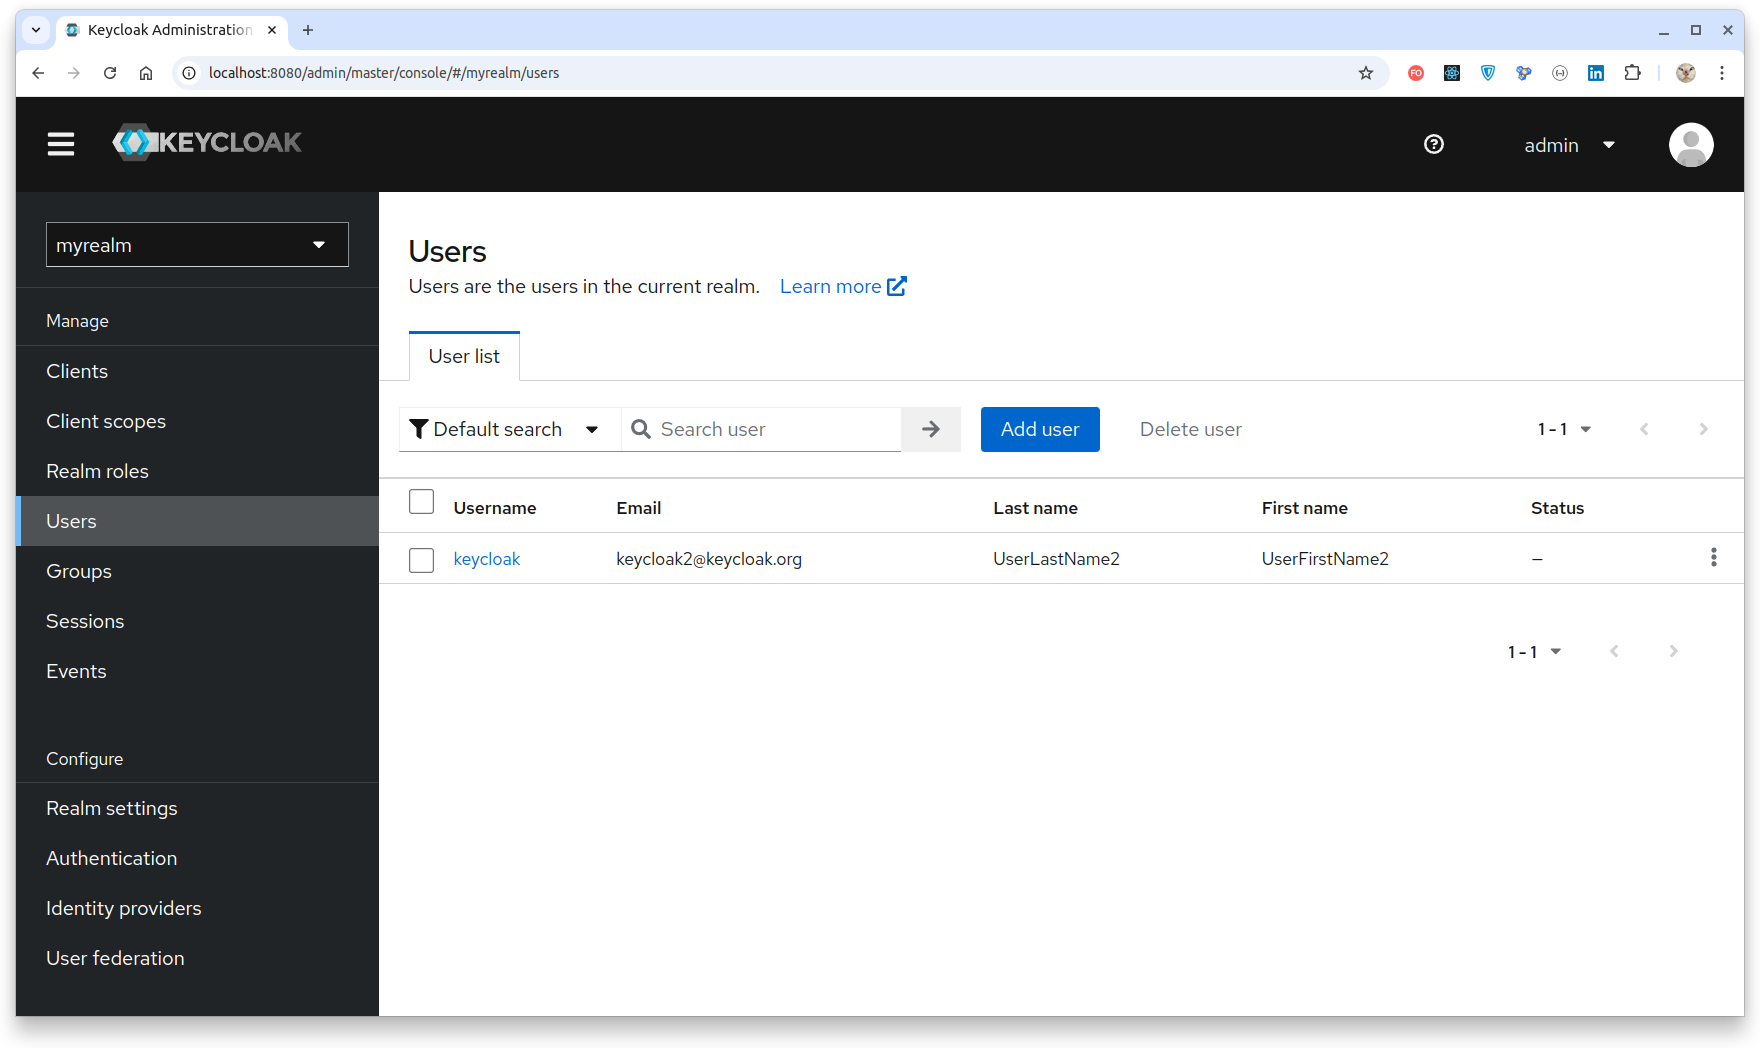 Keycloak Administration
localhost:8080/admin/master/console/#/myrealm/users
FO
in
KEYCLOAK
admin
myrealm
Manage
Clients
Client scopes
Realm roles
Users
Groups
Sessions
Events
Configure
Realm settings
Authentication
Identity providers
User federation
Users
Users are the users in the current realm. Learn more
User list
Default search Search user Add user Delete user 1 - 1
Username Email Last name First name Status
keycloak keycloak2@keycloak.org UserLastName2 UserFirstName2 –
1 - 1